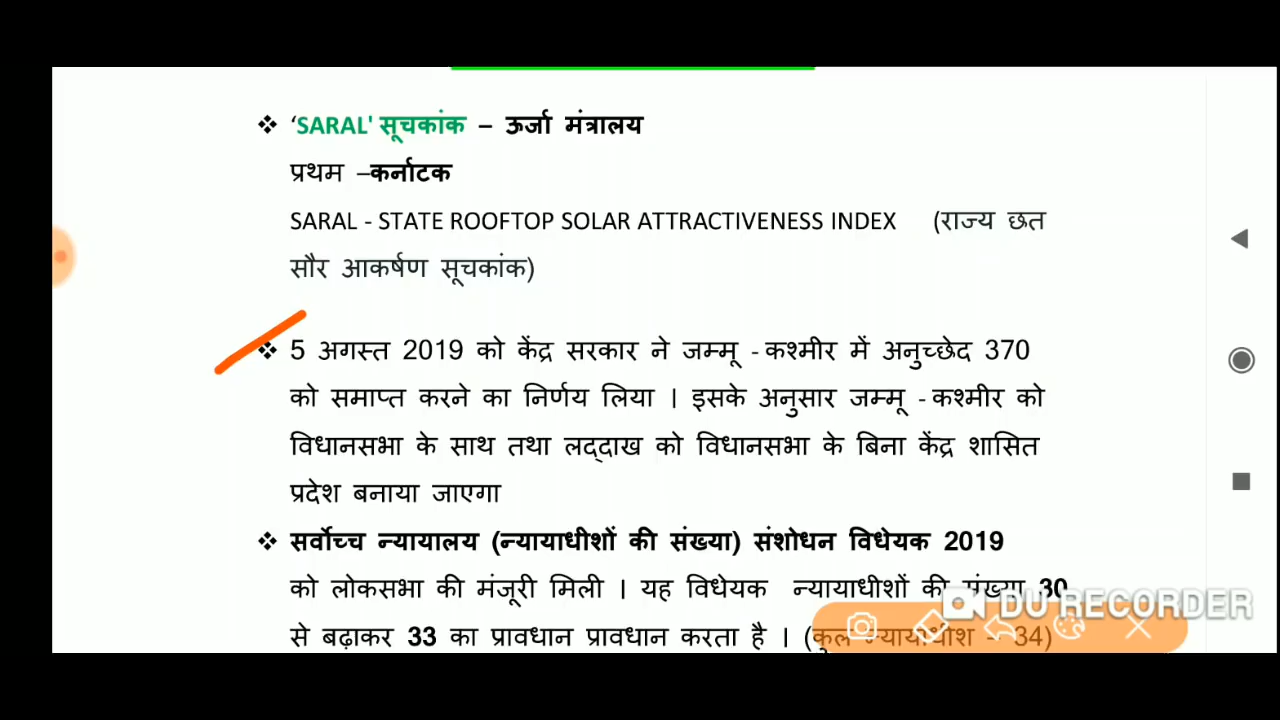 ❖ ‘SARAL' सूचकांक – ऊर्जा मंत्रालय
प्रथम –कर्नाटक
SARAL - STATE ROOFTOP SOLAR ATTRACTIVENESS INDEX (राज्य छत
सौर आकर्षण सूचकांक)
❖ 5 अगस्त 2019 को केंद्र सरकार ने जम्मू - कश्मीर में अनुच्छेद 370
को समाप्त करने का निर्णय लिया । इसके अनुसार जम्मू - कश्मीर को
विधानसभा के साथ तथा लद्दाख को विधानसभा के बिना केंद्र शासित
प्रदेश बनाया जाएगा
❖ सर्वोच्च न्यायालय (न्यायाधीशों की संख्या) संशोधन विधेयक 2019
को लोकसभा की मंजूरी मिली । यह विधेयक न्यायाधीशों की संख्या 30
से बढ़ाकर 33 का प्रावधान प्रावधान करता है । (कुल न्यायाधीश - 34)
DU RECORDER